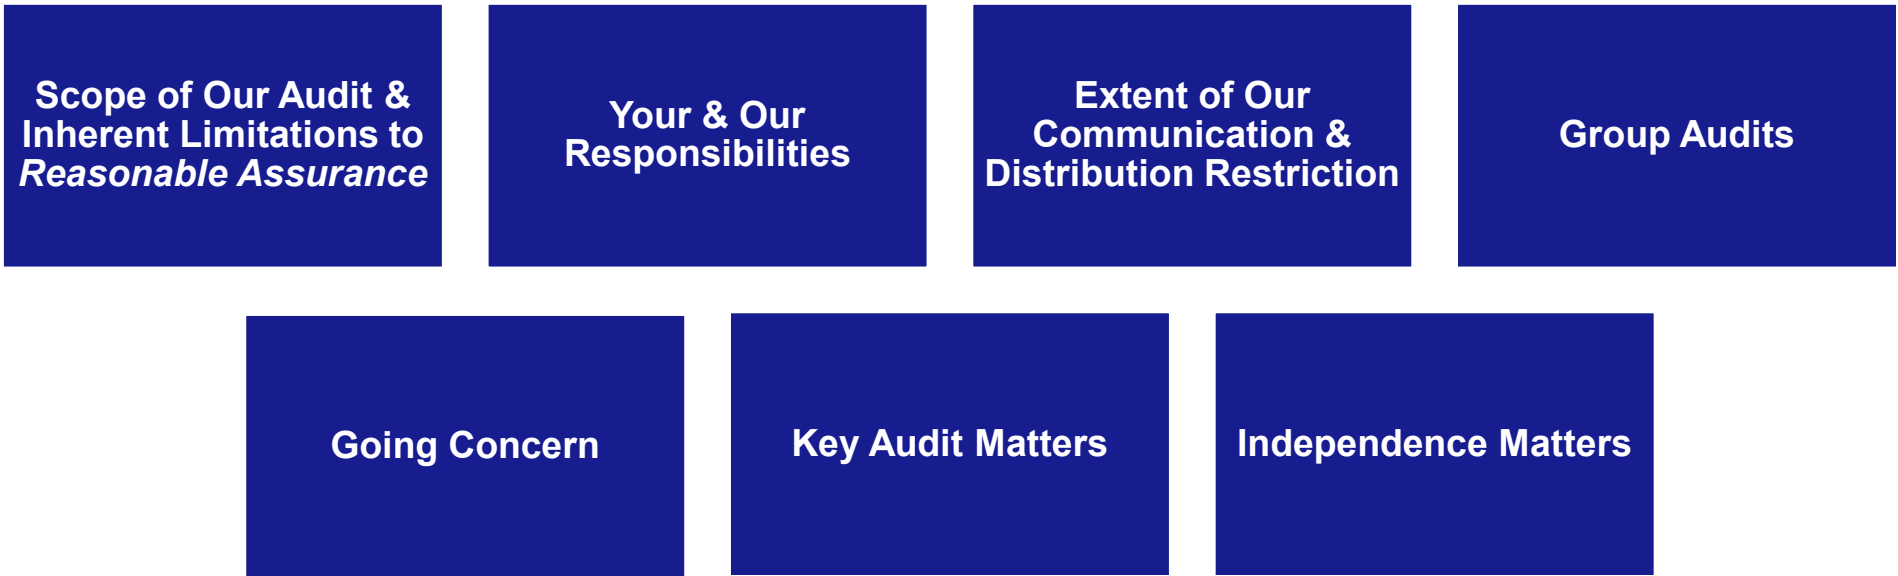 Scope of Our Audit &
Inherent Limitations to
Reasonable Assurance
Your & Our
Responsibilities
Extent of Our
Communication &
Distribution Restriction
Group Audits
Going Concern
Key Audit Matters
Independence Matters